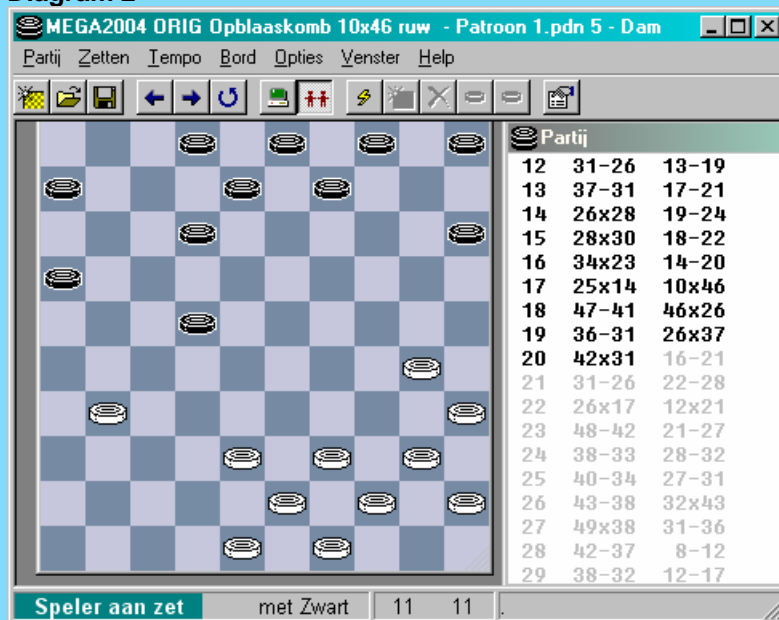 Diagram 2
MEGA2004 ORIG Opblaaskomb 10x46 ruw - Patroon 1.pdn 5 - Dam
Partij Zetten Tempo Bord Opties Venster Help
Partij
12 31-26 13-19
13 37-31 17-21
14 26x28 19-24
15 28x30 18-22
16 34x23 14-20
17 25x14 10x46
18 47-41 46x26
19 36-31 26x37
20 42x31 16-21
21 31-26 22-28
22 26x17 12x21
23 48-42 21-27
24 38-33 28-32
25 40-34 27-31
26 43-38 32x43
27 49x38 31-36
28 42-37 8-12
29 38-32 12-17
Speler aan zet met Zwart 11 11 .